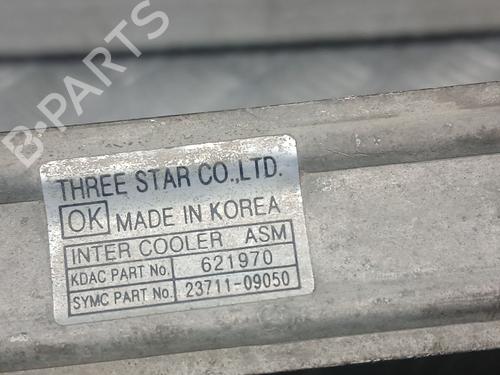 B-PARTS
THREE STAR CO.,LTD.
OK MADE IN KOREA
INTER COOLER ASM
KDAC PART No. 621970
SYMC PART No. 23711-09050